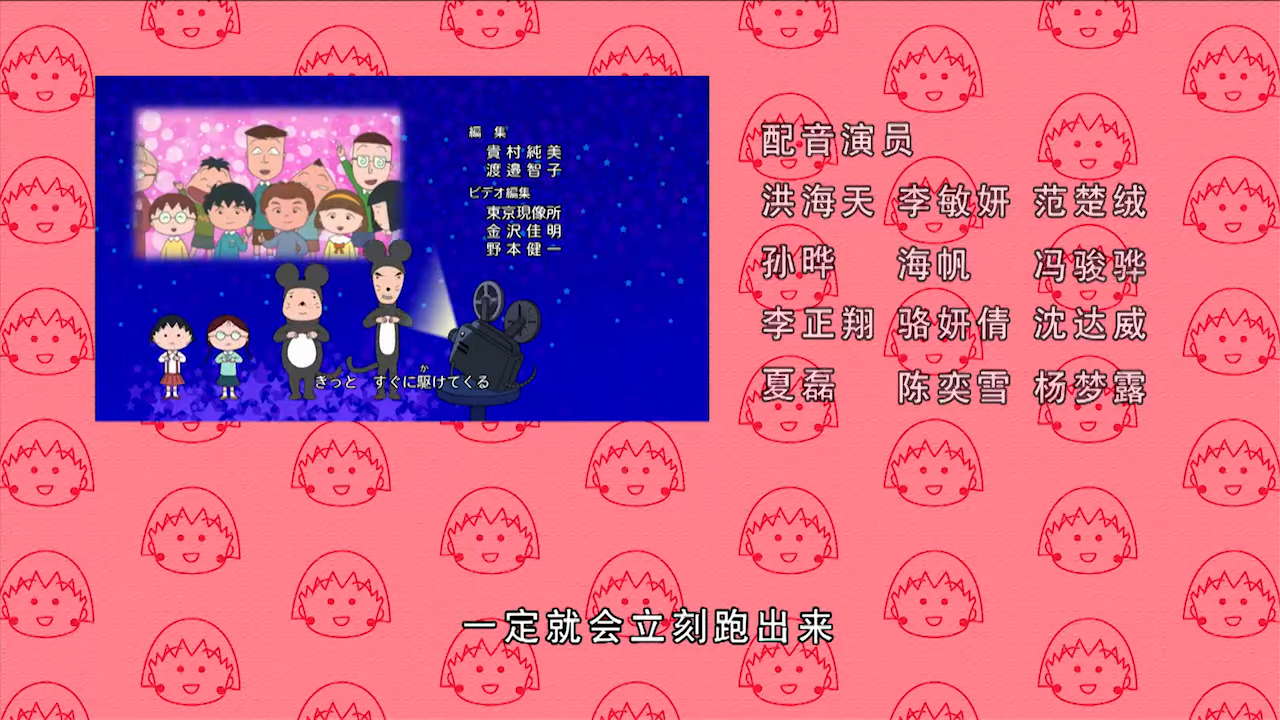 編 集
貴村純美
渡邉智子
ビデオ編集
東京現像所
金沢佳明
野本健一
か
きっと すぐに駆けてくる
配音演员
洪海天 李敏妍 范楚绒
孙晔 海帆 冯骏骅
李正翔 骆妍倩 沈达威
夏磊 陈奕雪 杨梦露
一定就会立刻跑出来